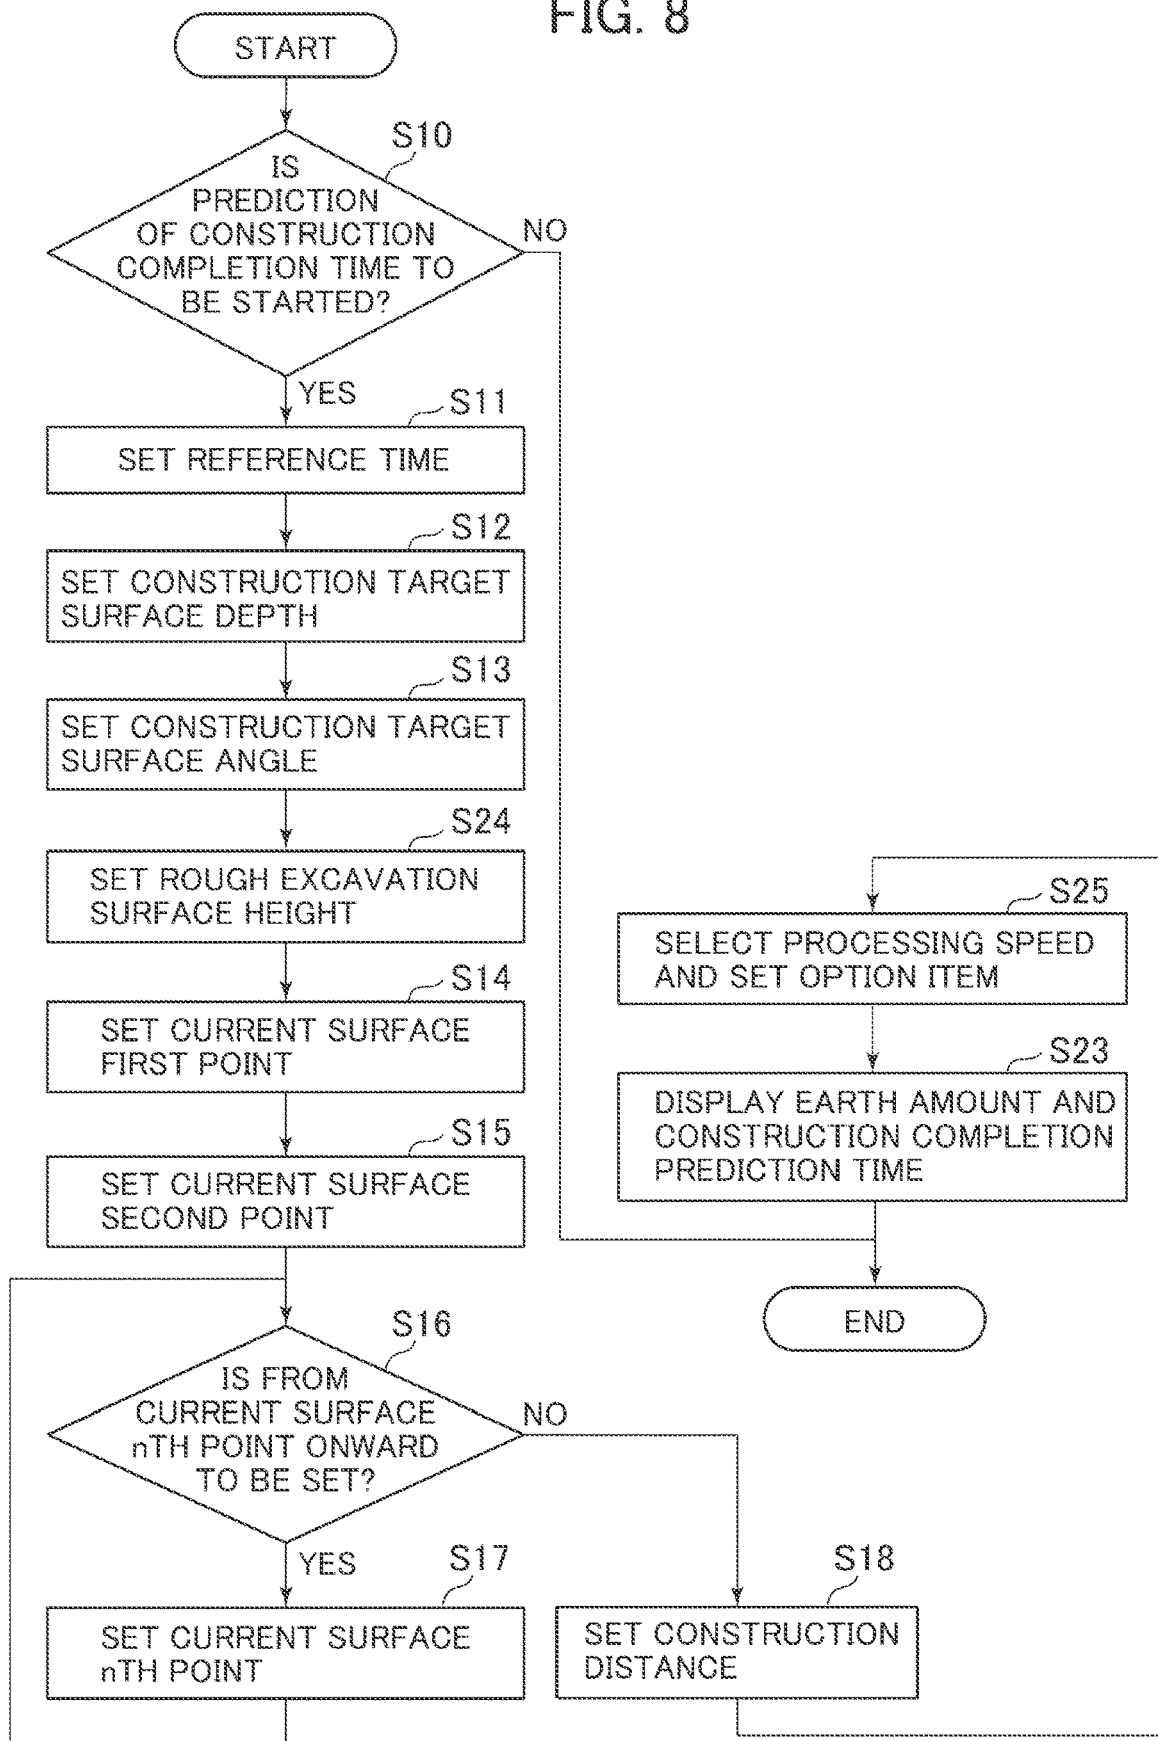 FIG. 8
START
S10
IS
PREDICTION
OF CONSTRUCTION
COMPLETION TIME TO
BE STARTED?
NO
YES
S11
SET REFERENCE TIME
S12
SET CONSTRUCTION TARGET
SURFACE DEPTH
S13
SET CONSTRUCTION TARGET
SURFACE ANGLE
S24
SET ROUGH EXCAVATION
SURFACE HEIGHT
S14
SET CURRENT SURFACE
FIRST POINT
S15
SET CURRENT SURFACE
SECOND POINT
S16
IS FROM
CURRENT SURFACE
nTH POINT ONWARD
TO BE SET?
NO
YES
S17
SET CURRENT SURFACE
nTH POINT
S18
SET CONSTRUCTION
DISTANCE
S25
SELECT PROCESSING SPEED
AND SET OPTION ITEM
S23
DISPLAY EARTH AMOUNT AND
CONSTRUCTION COMPLETION
PREDICTION TIME
END